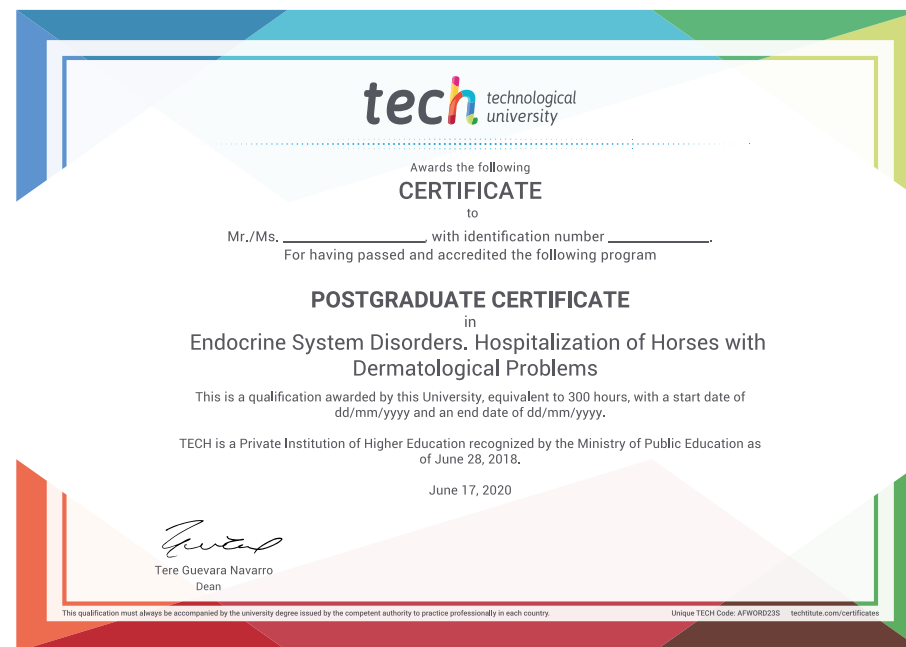 tech technological
university
Awards the following
CERTIFICATE
to
Mr./Ms. ____________________, with identification number ______________.
For having passed and accredited the following program
POSTGRADUATE CERTIFICATE
in
Endocrine System Disorders. Hospitalization of Horses with
Dermatological Problems
This is a qualification awarded by this University, equivalent to 300 hours, with a start date of
dd/mm/yyyy and an end date of dd/mm/yyyy.
TECH is a Private Institution of Higher Education recognized by the Ministry of Public Education as
of June 28, 2018.
June 17, 2020
Tere Guevara Navarro
Dean
This qualification must always be accompanied by the university degree issued by the competent authority to practice professionally in each country.
Unique TECH Code: AFWORD23S techtitute.com/certificates